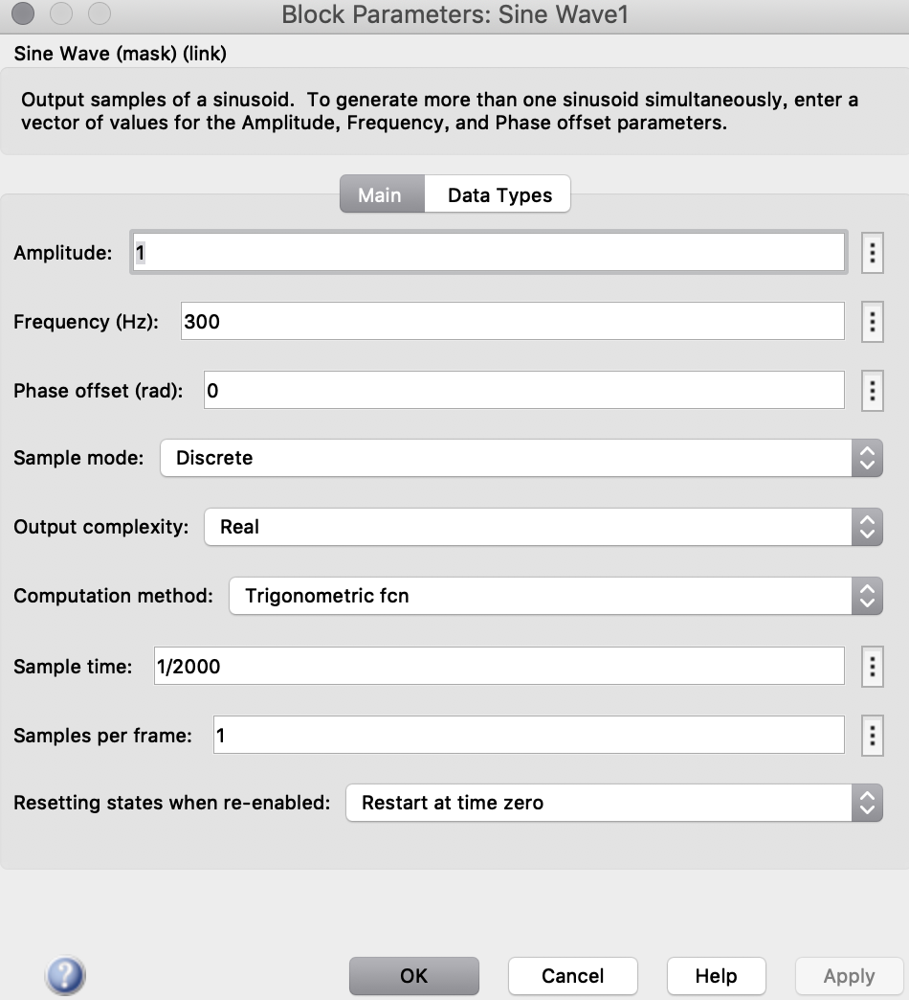 Block Parameters: Sine Wave1
Sine Wave (mask) (link)
Output samples of a sinusoid.  To generate more than one sinusoid simultaneously, enter a
vector of values for the Amplitude, Frequency, and Phase offset parameters.
Main Data Types
Amplitude: 1
Frequency (Hz): 300
Phase offset (rad): 0
Sample mode: Discrete
Output complexity: Real
Computation method: Trigonometric fcn
Sample time: 1/2000
Samples per frame: 1
Resetting states when re-enabled: Restart at time zero
? OK Cancel Help Apply